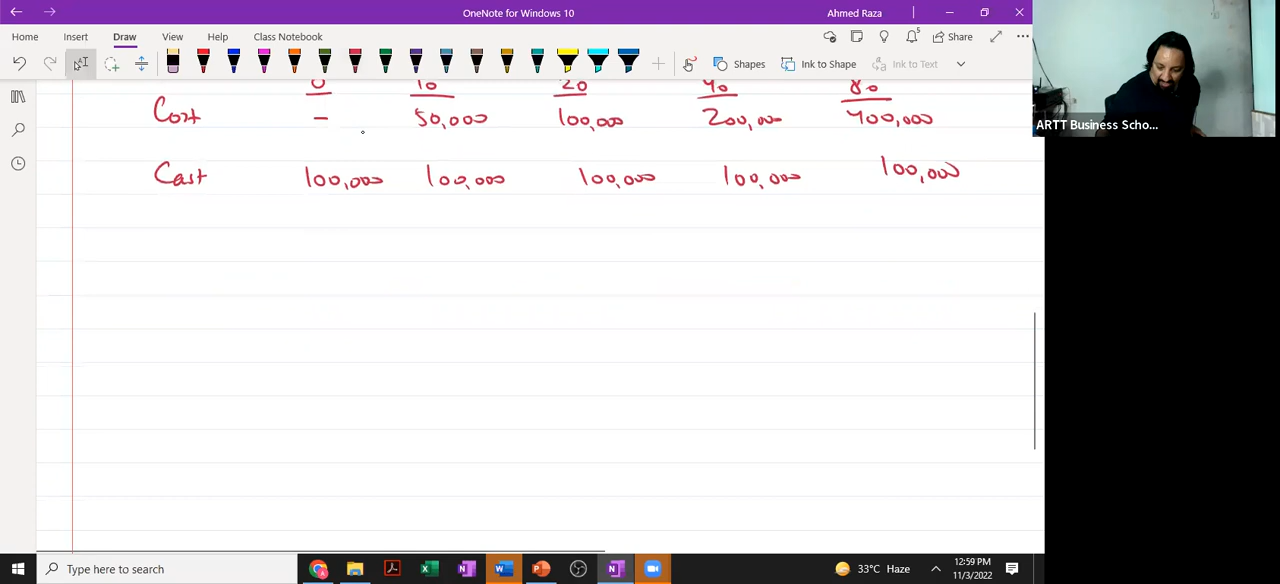 OneNote for Windows 10
Ahmed Raza
Home Insert Draw View Help Class Notebook
5
Share
Shapes Ink to Shape Ink to Text
0 10 20 40 80
Cost - 50,000 100,000 200,000 400,000
Cost 100,000 100,000 100,000 100,000 100,000
ARTT Business Scho...
Type here to search
33°C Haze
12:59 PM
11/3/2022